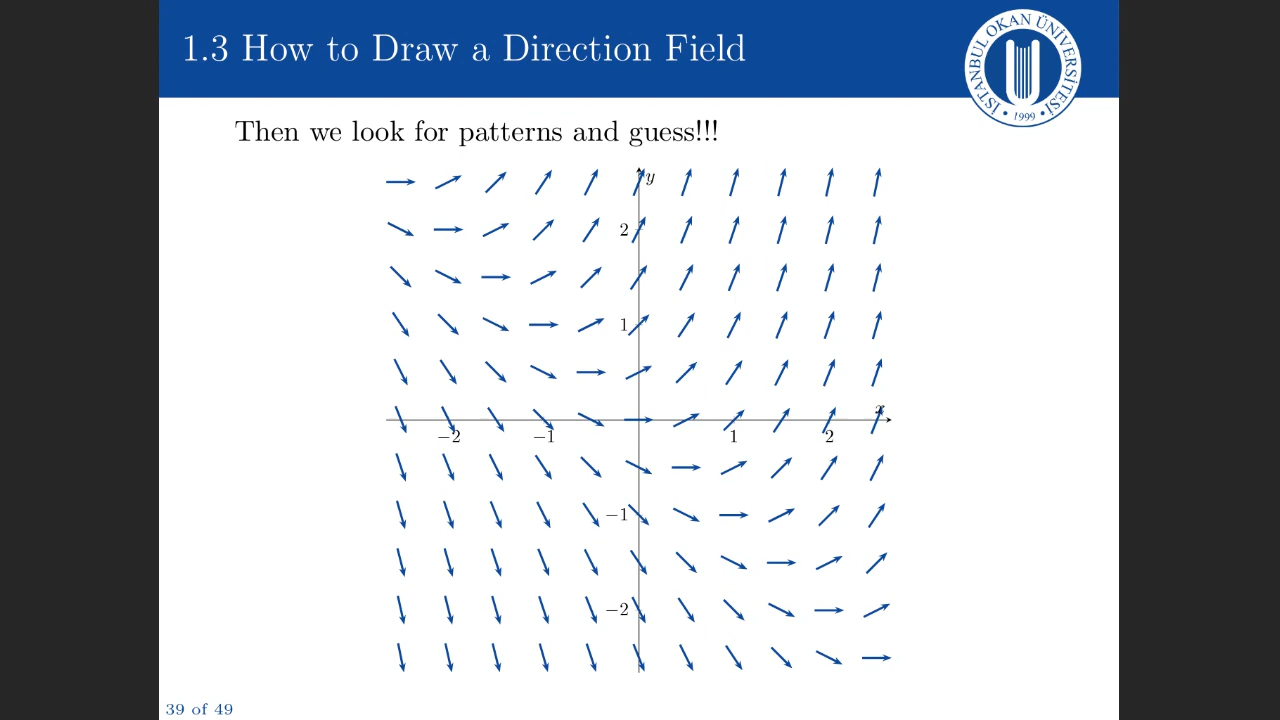 1.3 How to Draw a Direction Field
İSTANBUL OKAN ÜNİVERSİTESİ
• 1999 •
Then we look for patterns and guess!!!
y
2
1
x
−2 −1 1 2
−1
−2
39 of 49